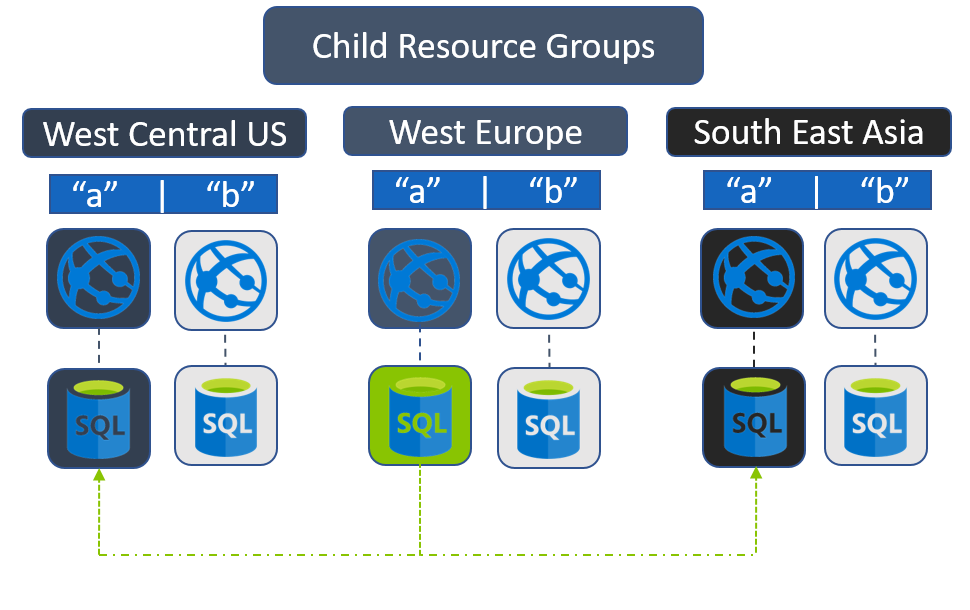 Child Resource Groups
West Central US
West Europe
South East Asia
“a” | “b”
“a” | “b”
“a” | “b”
SQL
SQL
SQL
SQL
SQL
SQL